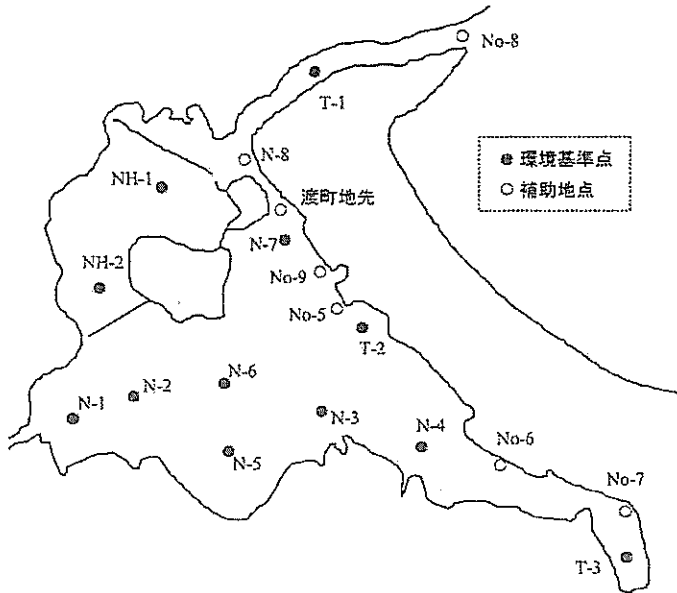 No-8
T-1
N-8
● 環境基準点
○ 補助地点
NH-1
渡町地先
N-7
NH-2
No-9
No-5
T-2
N-6
N-2
N-1
N-3
N-4
N-5
No-6
No-7
T-3